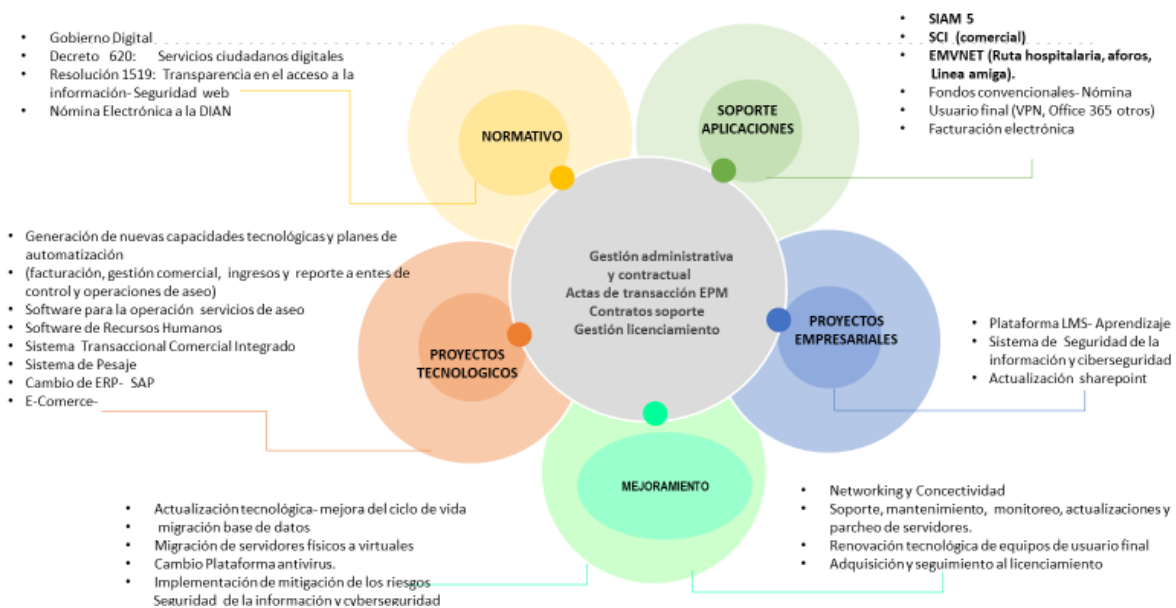 • Gobierno Digital
• Decreto 620: Servicios ciudadanos digitales
• Resolución 1519: Transparencia en el acceso a la
información- Seguridad web
• Nómina Electrónica a la DIAN
• SIAM 5
• SCI (comercial)
• EMVNET (Ruta hospitalaria, aforos,
Linea amiga).
• Fondos convencionales- Nómina
• Usuario final (VPN, Office 365 otros)
• Facturación electrónica
NORMATIVO
SOPORTE
APLICACIONES
• Generación de nuevas capacidades tecnológicas y planes de
automatización
• (facturación, gestión comercial, ingresos y reporte a entes de
control y operaciones de aseo)
• Software para la operación servicios de aseo
• Software de Recursos Humanos
• Sistema Transaccional Comercial Integrado
• Sistema de Pesaje
• Cambio de ERP- SAP
• E-Comerce-
PROYECTOS
TECNOLOGICOS
Gestión administrativa
y contractual
Actas de transacción EPM
Contratos soporte
Gestión licenciamiento
PROYECTOS
EMPRESARIALES
• Plataforma LMS- Aprendizaje
• Sistema de Seguridad de la
información y ciberseguridad
• Actualización sharepoint
MEJORAMIENTO
• Actualización tecnológica- mejora del ciclo de vida
• migración base de datos
• Migración de servidores físicos a virtuales
• Cambio Plataforma antivirus.
• Implementación de mitigación de los riesgos
Seguridad de la información y cyberseguridad
• Networking y Concectividad
• Soporte, mantenimiento, monitoreo, actualizaciones y
parcheo de servidores.
• Renovación tecnológica de equipos de usuario final
• Adquisición y seguimiento al licenciamiento